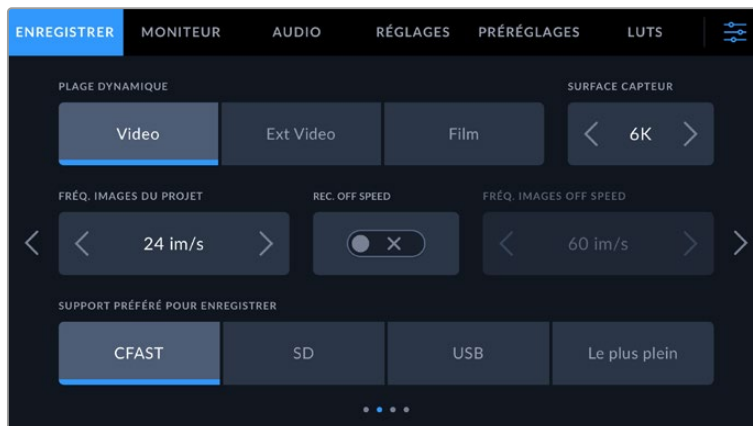 ENREGISTRER MONITEUR AUDIO RÉGLAGES PRÉRÉGLAGES LUTS
PLAGE DYNAMIQUE SURFACE CAPTEUR
Video Ext Video Film 6K
FRÉQ. IMAGES DU PROJET REC. OFF SPEED FRÉQ. IMAGES OFF SPEED
24 im/s 60 im/s
SUPPORT PRÉFÉRÉ POUR ENREGISTRER
CFAST SD USB Le plus plein